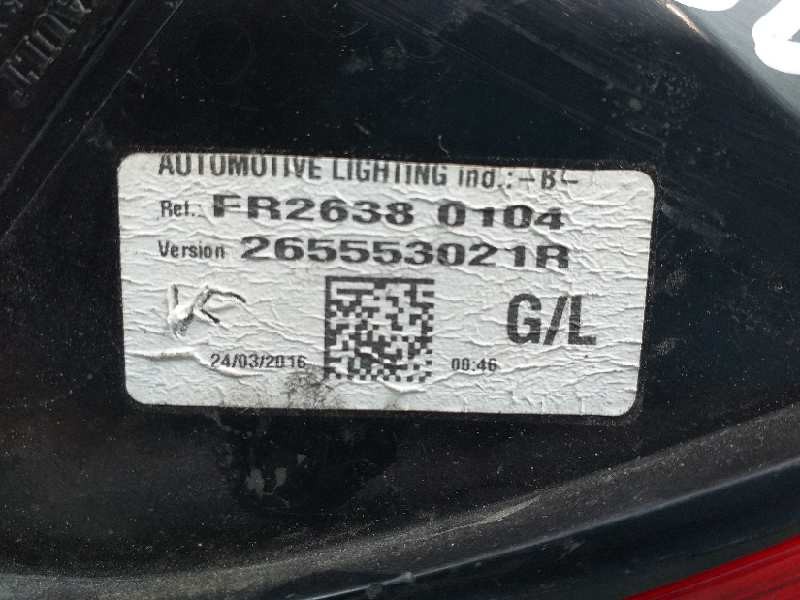 AUTOMOTIVE LIGHTING ind.:-B-
Ref.: FR2638 0104
Version 265553021R
G/L
24/03/2016
00:46